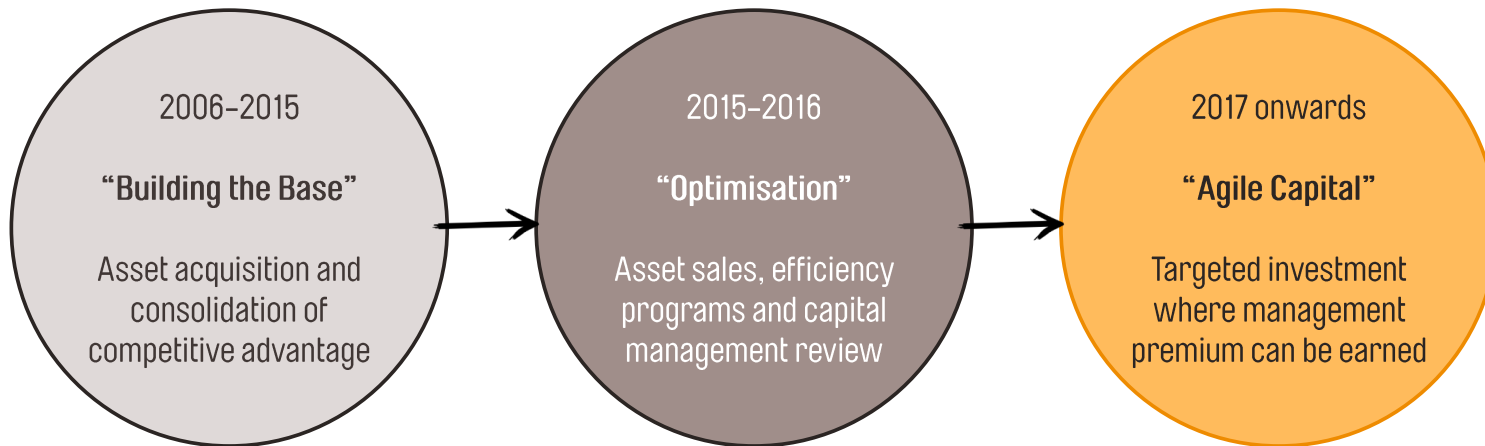 2006–2015
“Building the Base”
Asset acquisition and
consolidation of
competitive advantage
2015–2016
“Optimisation”
Asset sales, efficiency
programs and capital
management review
2017 onwards
“Agile Capital”
Targeted investment
where management
premium can be earned